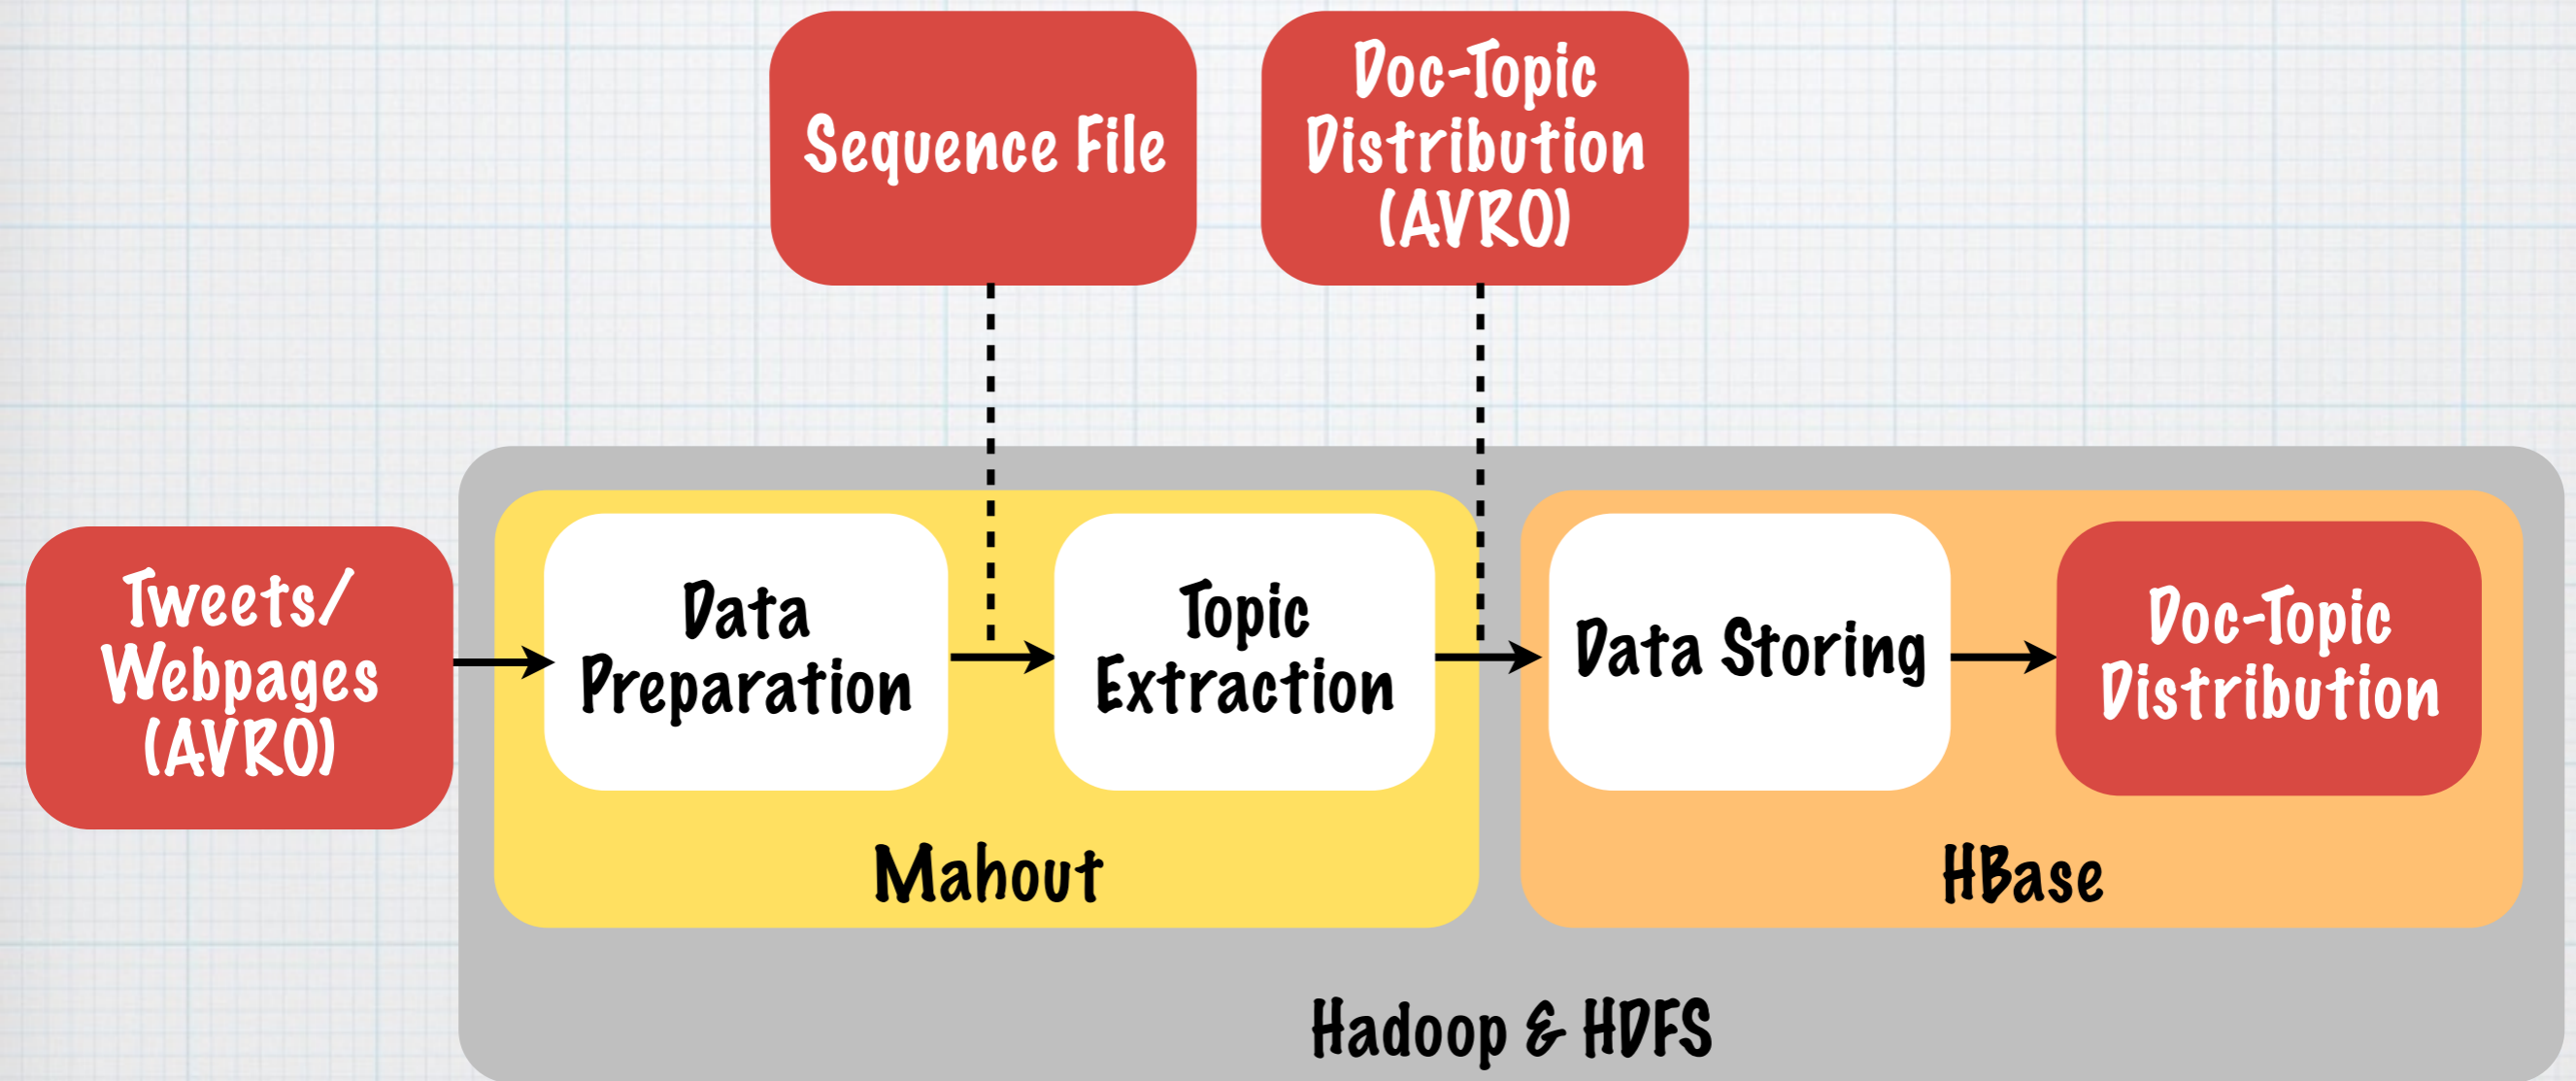 Sequence File
Doc-Topic
Distribution
(AVRO)
Tweets/
Webpages
(AVRO)
Data
Preparation
Topic
Extraction
Data Storing
Doc-Topic
Distribution
Mahout
HBase
Hadoop & HDFS